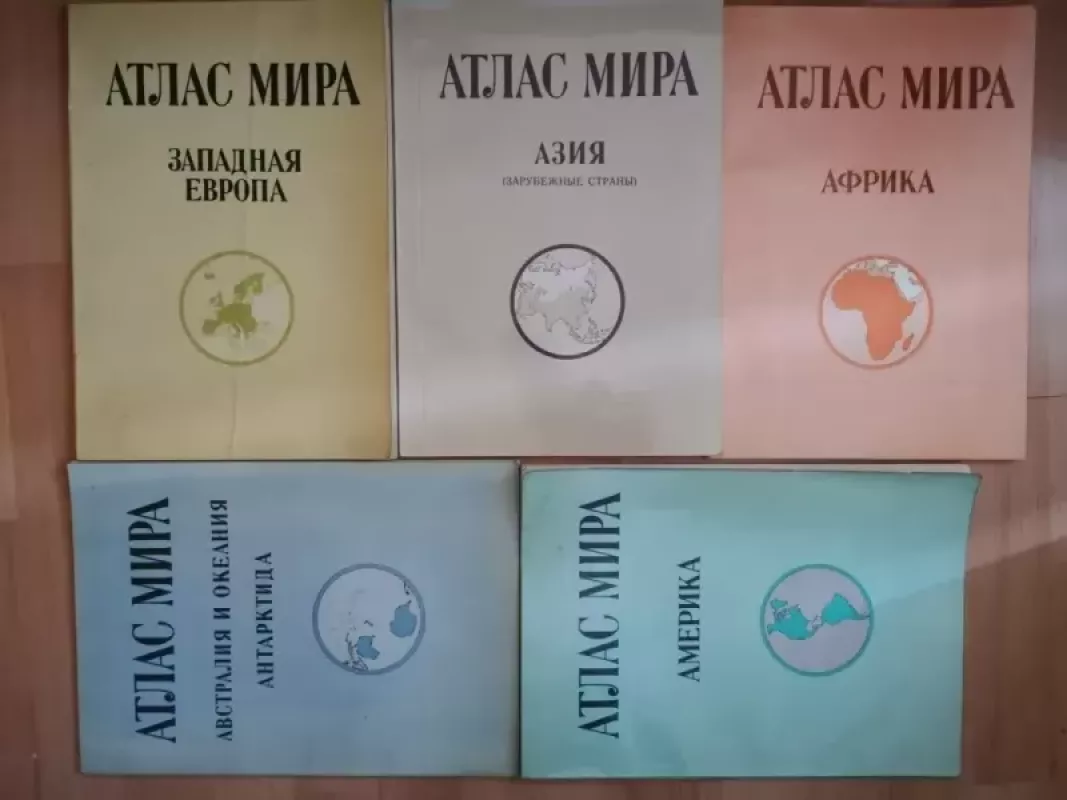 АТЛАС МИРА
ЗАПАДНАЯ
ЕВРОПА
АТЛАС МИРА
АЗИЯ
(ЗАРУБЕЖНЫЕ СТРАНЫ)
АТЛАС МИРА
АФРИКА
АТЛАС МИРА
АВСТРАЛИЯ И ОКЕАНИЯ
АНТАРКТИДА
АТЛАС МИРА
АМЕРИКА